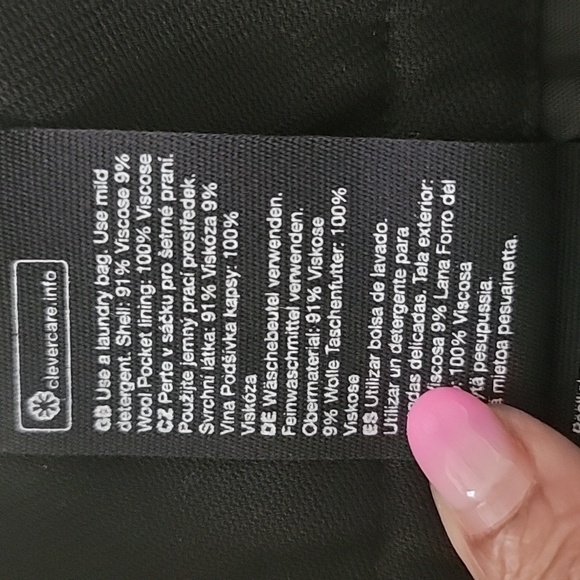 clevercare.info
GB Use a laundry bag. Use mild
detergent. Shell: 91% Viscose 9%
Wool Pocket lining: 100% Viscose
CZ Perte v sáčku pro šetrné praní.
Použijte jemný prací prostředek.
Svrchní látka: 91% Viskóza 9%
Vlna Podšívka kapsy: 100%
Viskóza
DE Wäschebeutel verwenden.
Feinwaschmittel verwenden.
Obermaterial: 91% Viskose
9% Wolle Taschenfutter: 100%
Viskose
ES Utilizar bolsa de lavado.
Utilizar un detergente para
delicadas. Tela exterior:
9% Lana Forro del
100% Viscosa
pesupussia.
mietoa pesuainetta.